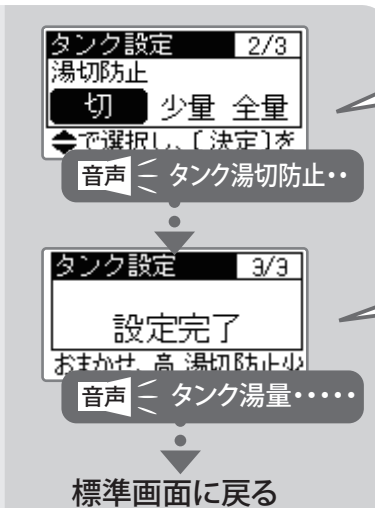 タンク設定 2/3
湯切防止
切 少量 全量
で選択し、〔決定〕を
音声 タンク湯切防止‥
タンク設定 3/3
設定完了
おまかせ、高 湯切防止少
音声 タンク湯量‥‥‥
標準画面に戻る